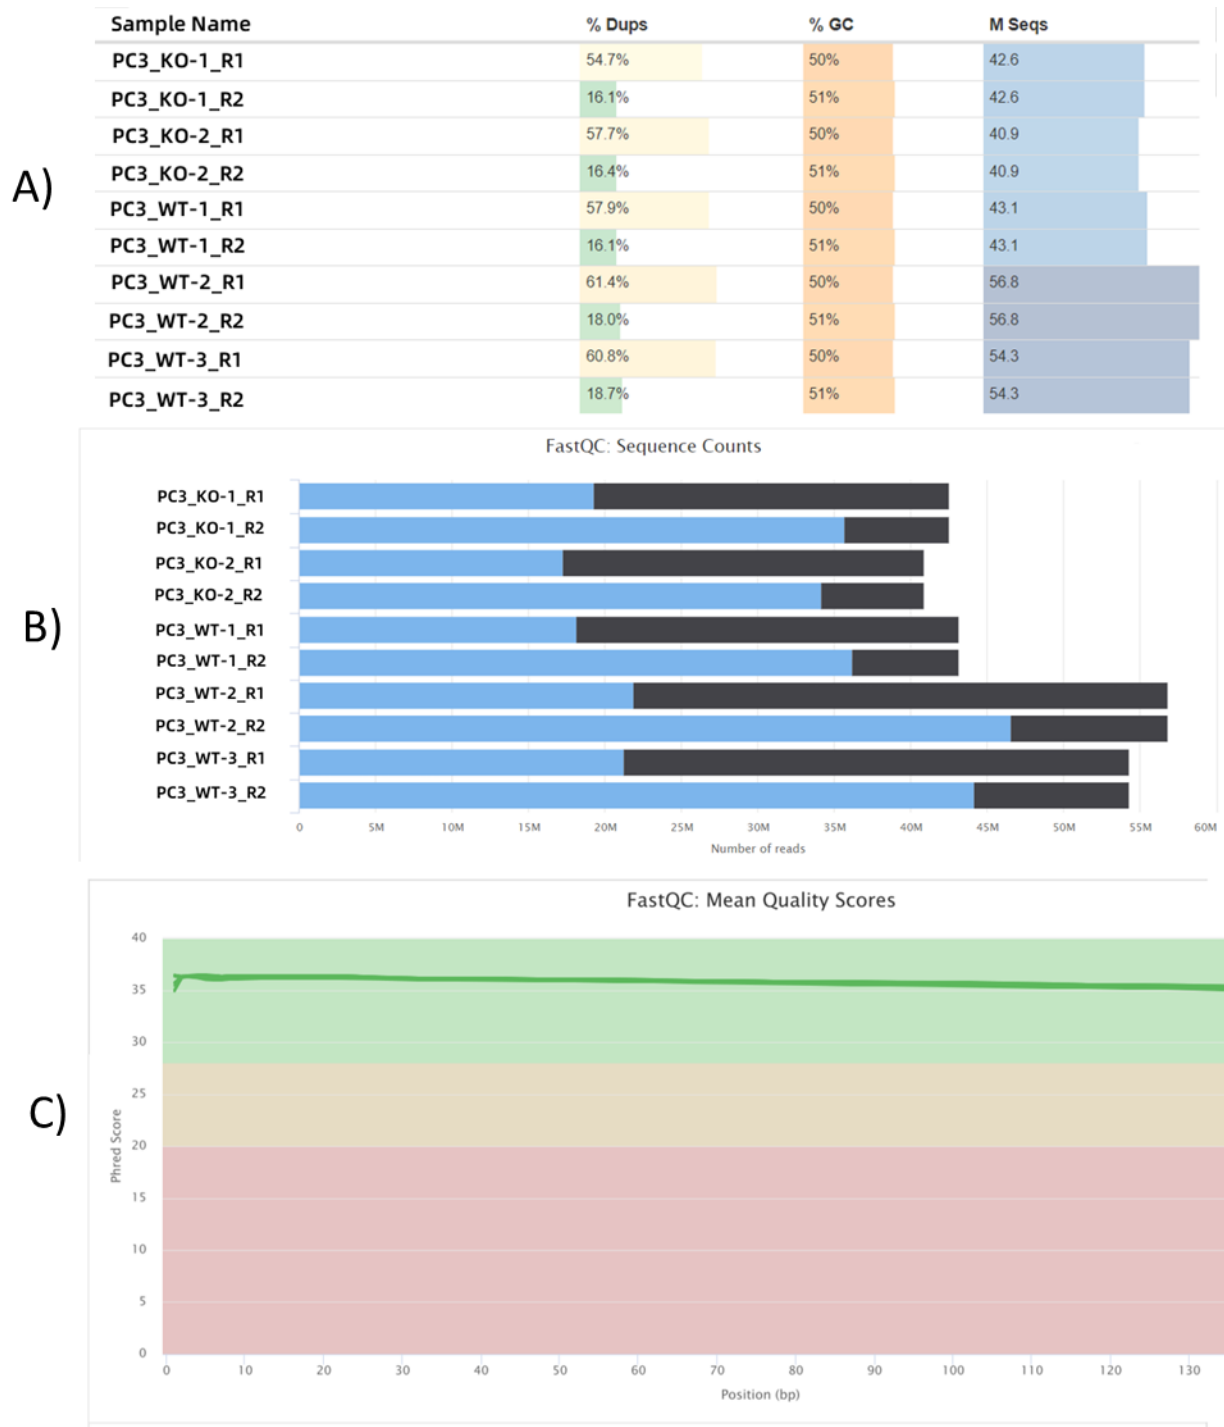 A)
Sample Name % Dups % GC M Seqs
PC3_KO-1_R1 54.7% 50% 42.6
PC3_KO-1_R2 16.1% 51% 42.6
PC3_KO-2_R1 57.7% 50% 40.9
PC3_KO-2_R2 16.4% 51% 40.9
PC3_WT-1_R1 57.9% 50% 43.1
PC3_WT-1_R2 16.1% 51% 43.1
PC3_WT-2_R1 61.4% 50% 56.8
PC3_WT-2_R2 18.0% 51% 56.8
PC3_WT-3_R1 60.8% 50% 54.3
PC3_WT-3_R2 18.7% 51% 54.3
B)
FastQC: Sequence Counts
PC3_KO-1_R1
PC3_KO-1_R2
PC3_KO-2_R1
PC3_KO-2_R2
PC3_WT-1_R1
PC3_WT-1_R2
PC3_WT-2_R1
PC3_WT-2_R2
PC3_WT-3_R1
PC3_WT-3_R2
0 5M 10M 15M 20M 25M 30M 35M 40M 45M 50M 55M 60M
Number of reads
C)
FastQC: Mean Quality Scores
Phred Score
40
35
30
25
20
15
10
5
0
0 10 20 30 40 50 60 70 80 90 100 110 120 130
Position (bp)